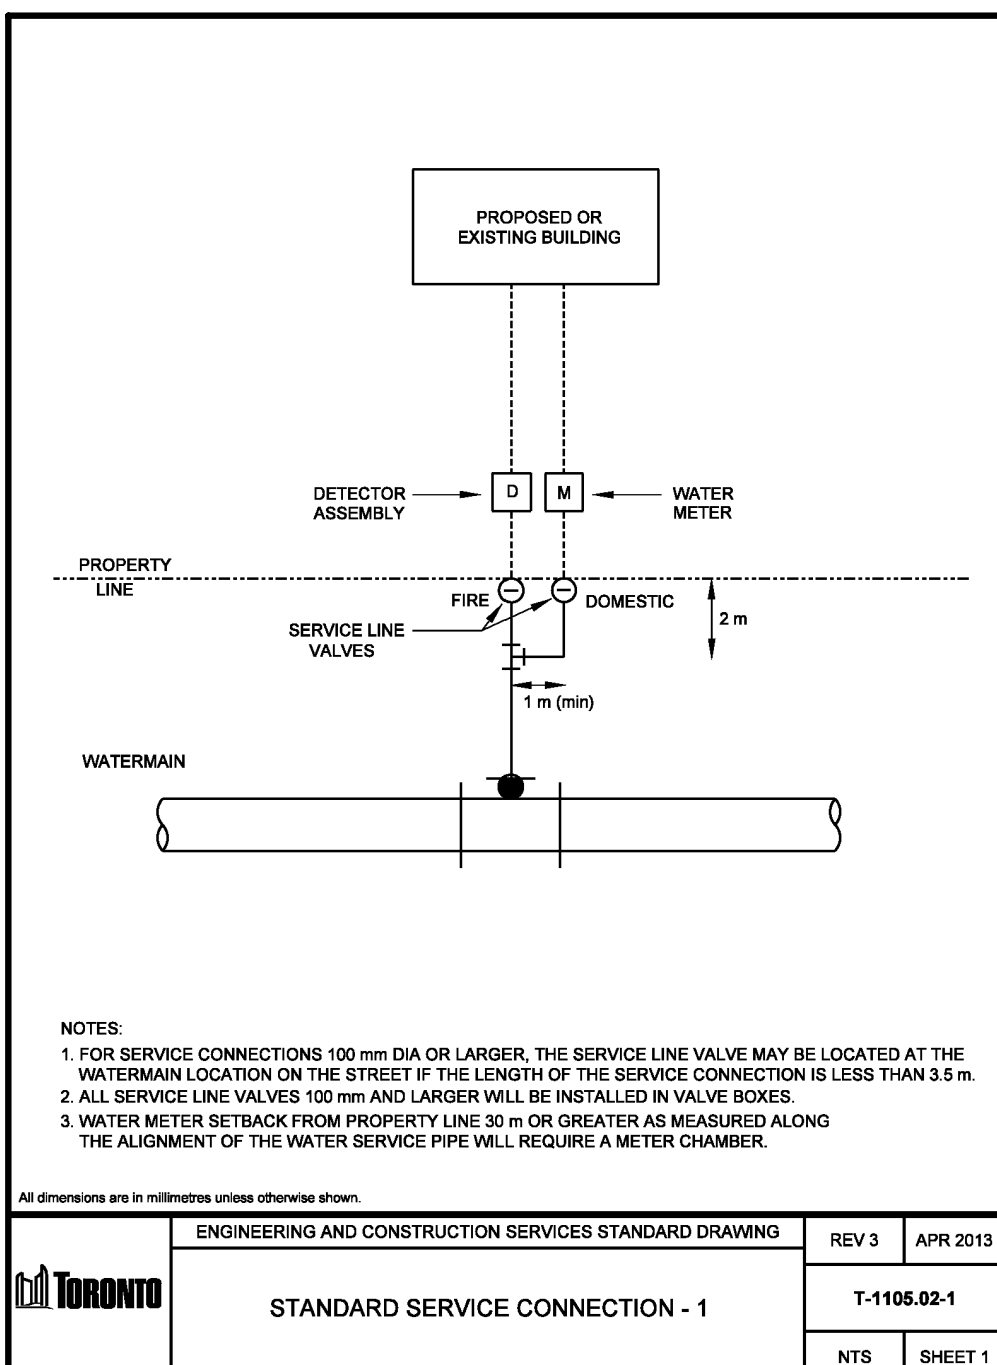 PROPOSED OR
EXISTING BUILDING
DETECTOR
ASSEMBLY
D
M
WATER
METER
PROPERTY
LINE
FIRE
DOMESTIC
SERVICE LINE
VALVES
2 m
1 m (min)
WATERMAIN
NOTES:
1. FOR SERVICE CONNECTIONS 100 mm DIA OR LARGER, THE SERVICE LINE VALVE MAY BE LOCATED AT THE
WATERMAIN LOCATION ON THE STREET IF THE LENGTH OF THE SERVICE CONNECTION IS LESS THAN 3.5 m.
2. ALL SERVICE LINE VALVES 100 mm AND LARGER WILL BE INSTALLED IN VALVE BOXES.
3. WATER METER SETBACK FROM PROPERTY LINE 30 m OR GREATER AS MEASURED ALONG
THE ALIGNMENT OF THE WATER SERVICE PIPE WILL REQUIRE A METER CHAMBER.
All dimensions are in millimetres unless otherwise shown.
TORONTO
ENGINEERING AND CONSTRUCTION SERVICES STANDARD DRAWING
STANDARD SERVICE CONNECTION - 1
REV 3
APR 2013
T-1105.02-1
NTS
SHEET 1